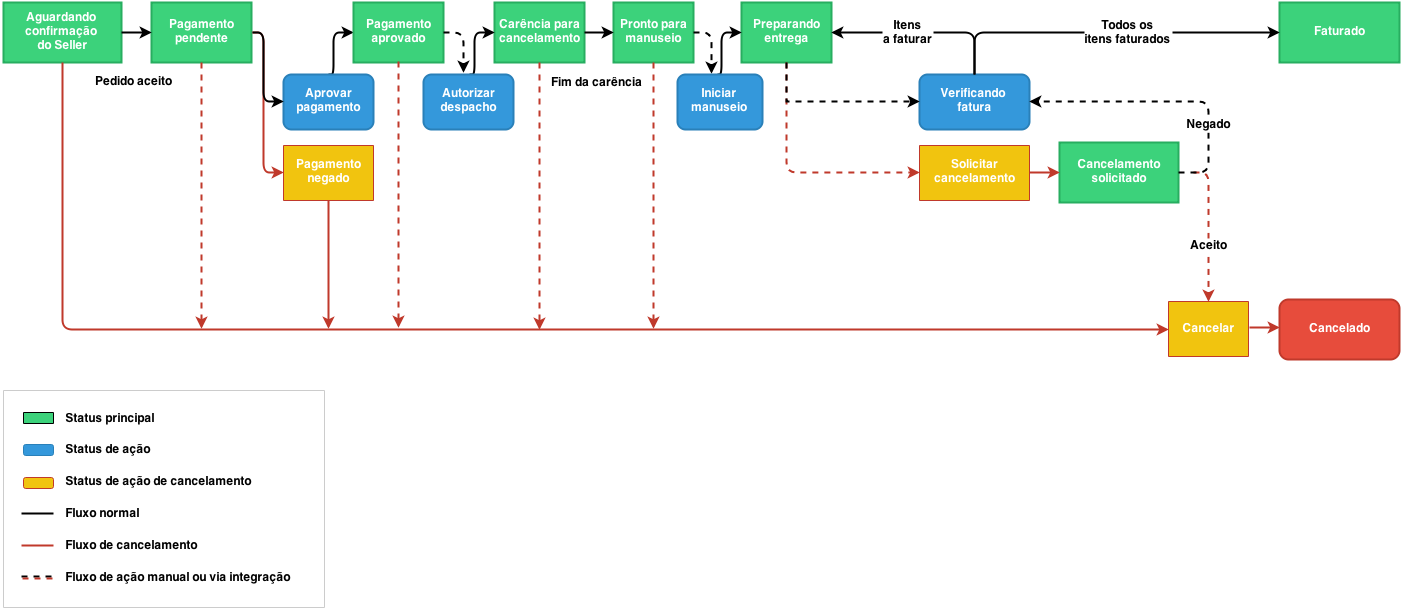 Aguardando
confirmação
do Seller
Pagamento
pendente
Pagamento
aprovado
Carência para
cancelamento
Pronto para
manuseio
Preparando
entrega
Itens
a faturar
Todos os
itens faturados
Faturado
Pedido aceito
Aprovar
pagamento
Autorizar
despacho
Fim da carência
Iniciar
manuseio
Verificando
fatura
Negado
Pagamento
negado
Solicitar
cancelamento
Cancelamento
solicitado
Aceito
Cancelar
Cancelado
Status principal
Status de ação
Status de ação de cancelamento
Fluxo normal
Fluxo de cancelamento
Fluxo de ação manual ou via integração